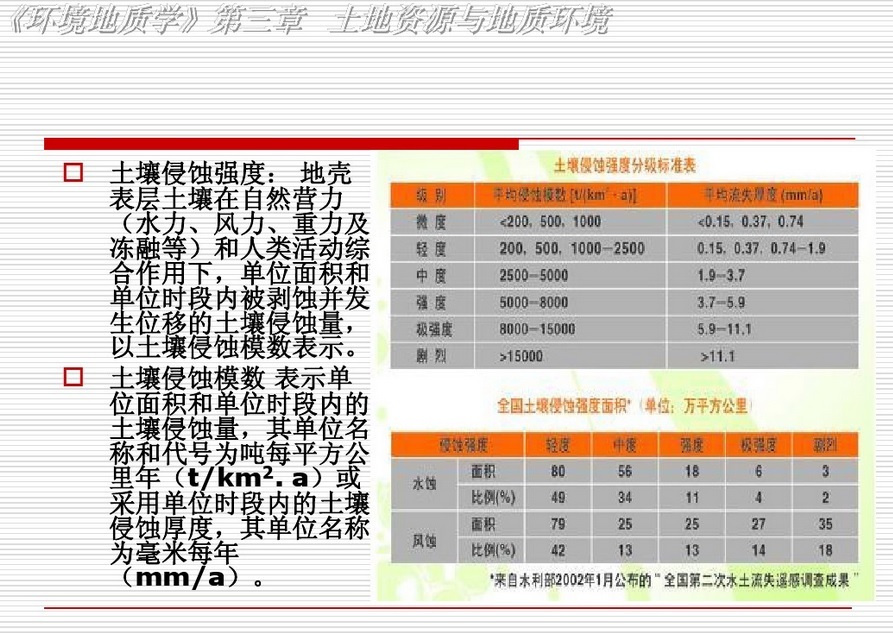 《环境地质学》第三章 土地资源与地质环境
土壤侵蚀强度： 地壳
表层土壤在自然营力
（水力、风力、重力及
冻融等）和人类活动综
合作用下，单位面积和
单位时段内被剥蚀并发
生位移的土壤侵蚀量，
以土壤侵蚀模数表示。
土壤侵蚀模数 表示单
位面积和单位时段内的
土壤侵蚀量，其单位名
称和代号为吨每平方公
里年（t/km². a）或
采用单位时段内的土壤
侵蚀厚度，其单位名称
为毫米每年
（mm/a）。
土壤侵蚀强度分级标准表
级 别 平均侵蚀模数 [t/(km²·a)] 平均流失厚度 (mm/a)
微 度 <200, 500, 1000 <0.15, 0.37, 0.74
轻 度 200, 500, 1000—2500 0.15, 0.37, 0.74—1.9
中 度 2500—5000 1.9—3.7
强 度 5000—8000 3.7—5.9
极强度 8000—15000 5.9—11.1
剧 烈 >15000 >11.1
全国土壤侵蚀强度面积*（单位：万平方公里）
侵蚀强度 轻度 中度 强度 极强度 剧烈
水蚀 面积 80 56 18 6 3
比例(%) 49 34 11 4 2
风蚀 面积 79 25 25 27 35
比例(%) 42 13 13 14 18
*来自水利部2002年1月公布的“全国第二次水土流失遥感调查成果”